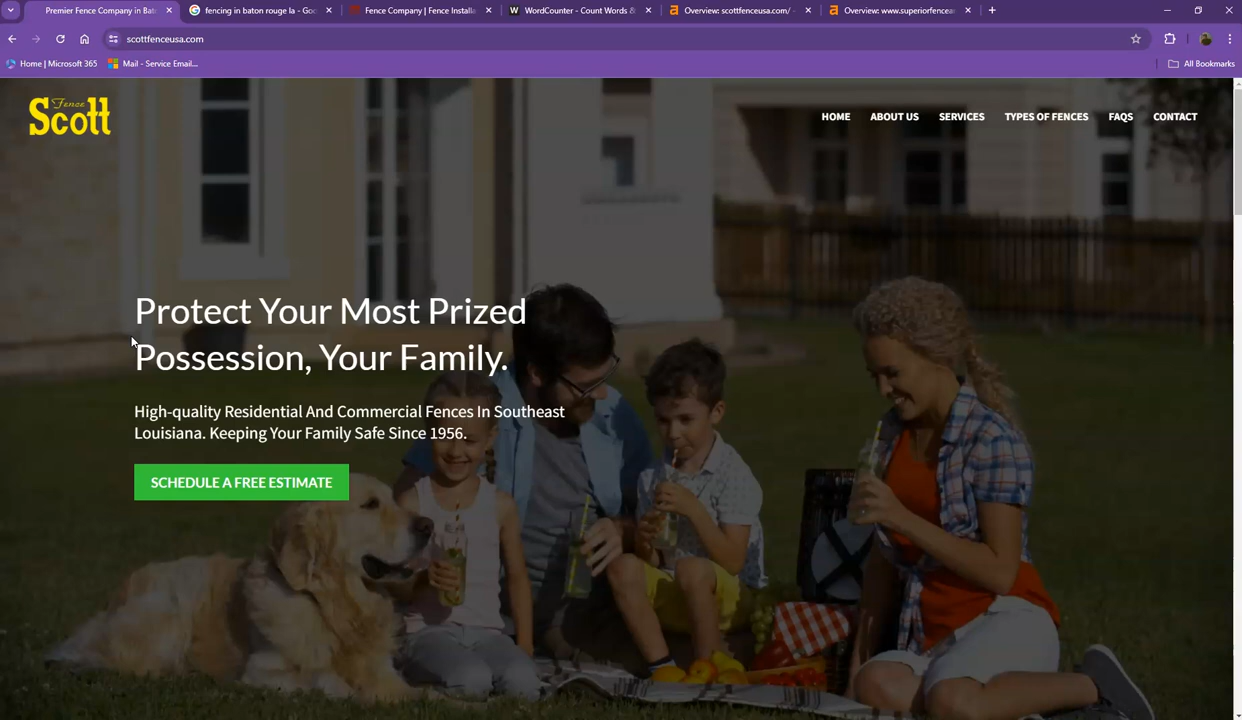 Premier Fence Company in Bat
fencing in baton rouge la - Goo
Fence Company | Fence Installa
WordCounter - Count Words &
Overview: scottfenceusa.com/ -
Overview: www.superiorfencea
scottfenceusa.com
Home | Microsoft 365
Mail - Service Email...
All Bookmarks
Fence
Scott
HOME
ABOUT US
SERVICES
TYPES OF FENCES
FAQS
CONTACT
Protect Your Most Prized
Possession, Your Family.
High-quality Residential And Commercial Fences In Southeast
Louisiana. Keeping Your Family Safe Since 1956.
SCHEDULE A FREE ESTIMATE